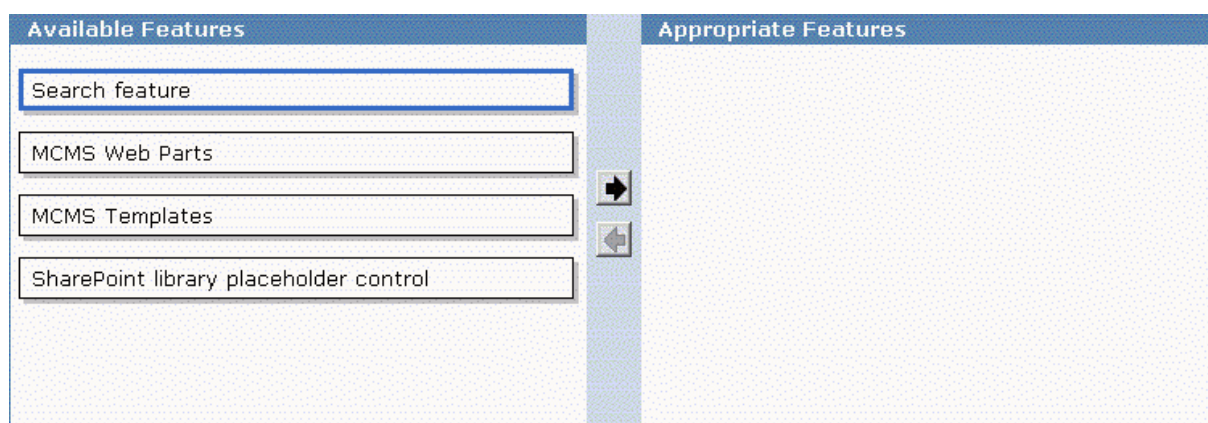 Available Features
Appropriate Features
Search feature
MCMS Web Parts
MCMS Templates
SharePoint library placeholder control